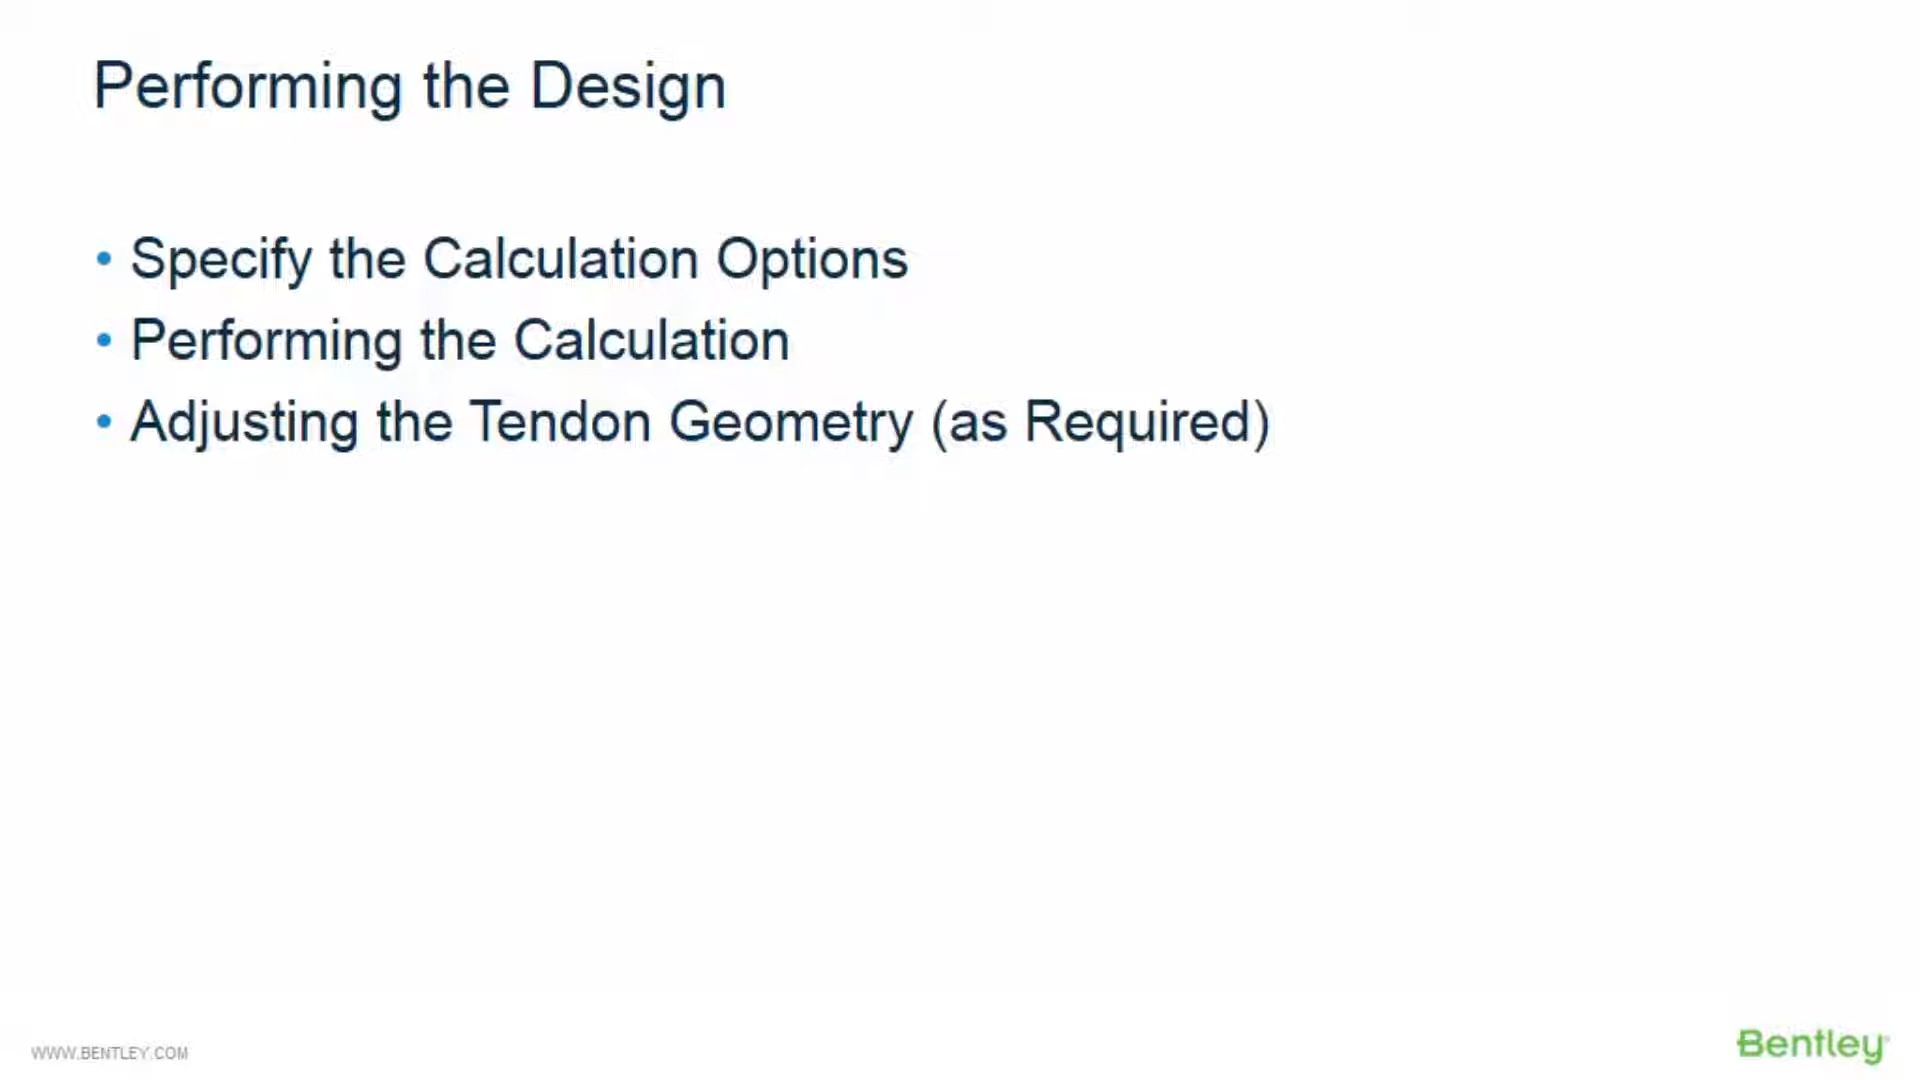 Performing the Design
• Specify the Calculation Options
• Performing the Calculation
• Adjusting the Tendon Geometry (as Required)
WWW.BENTLEY.COM
Bentley